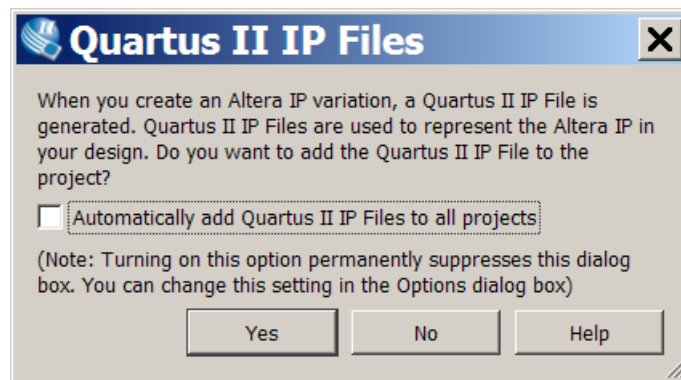 Quartus II IP Files
When you create an Altera IP variation, a Quartus II IP File is
generated. Quartus II IP Files are used to represent the Altera IP in
your design. Do you want to add the Quartus II IP File to the
project?
Automatically add Quartus II IP Files to all projects
(Note: Turning on this option permanently suppresses this dialog
box. You can change this setting in the Options dialog box)
Yes No Help